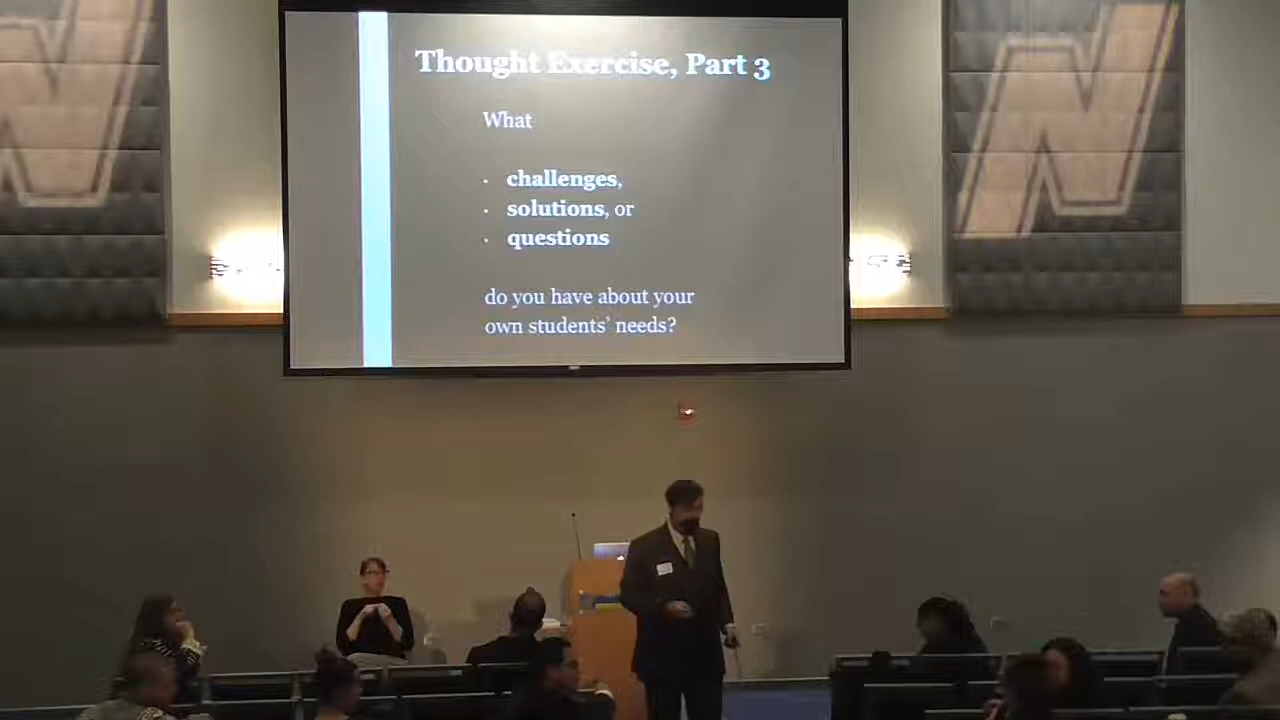 Thought Exercise, Part 3
What
· challenges,
· solutions, or
· questions
do you have about your
own students' needs?
N
N